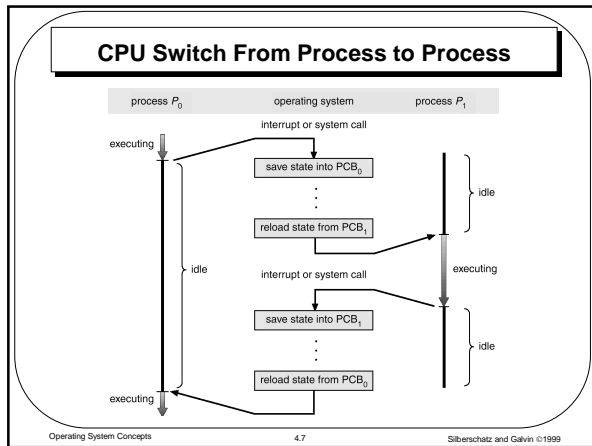 CPU Switch From Process to Process
process P0 operating system process P1
interrupt or system call
executing
save state into PCB0
idle
reload state from PCB1
idle
interrupt or system call
executing
save state into PCB1
idle
reload state from PCB0
executing
Operating System Concepts 4.7 Silberschatz and Galvin ©1999